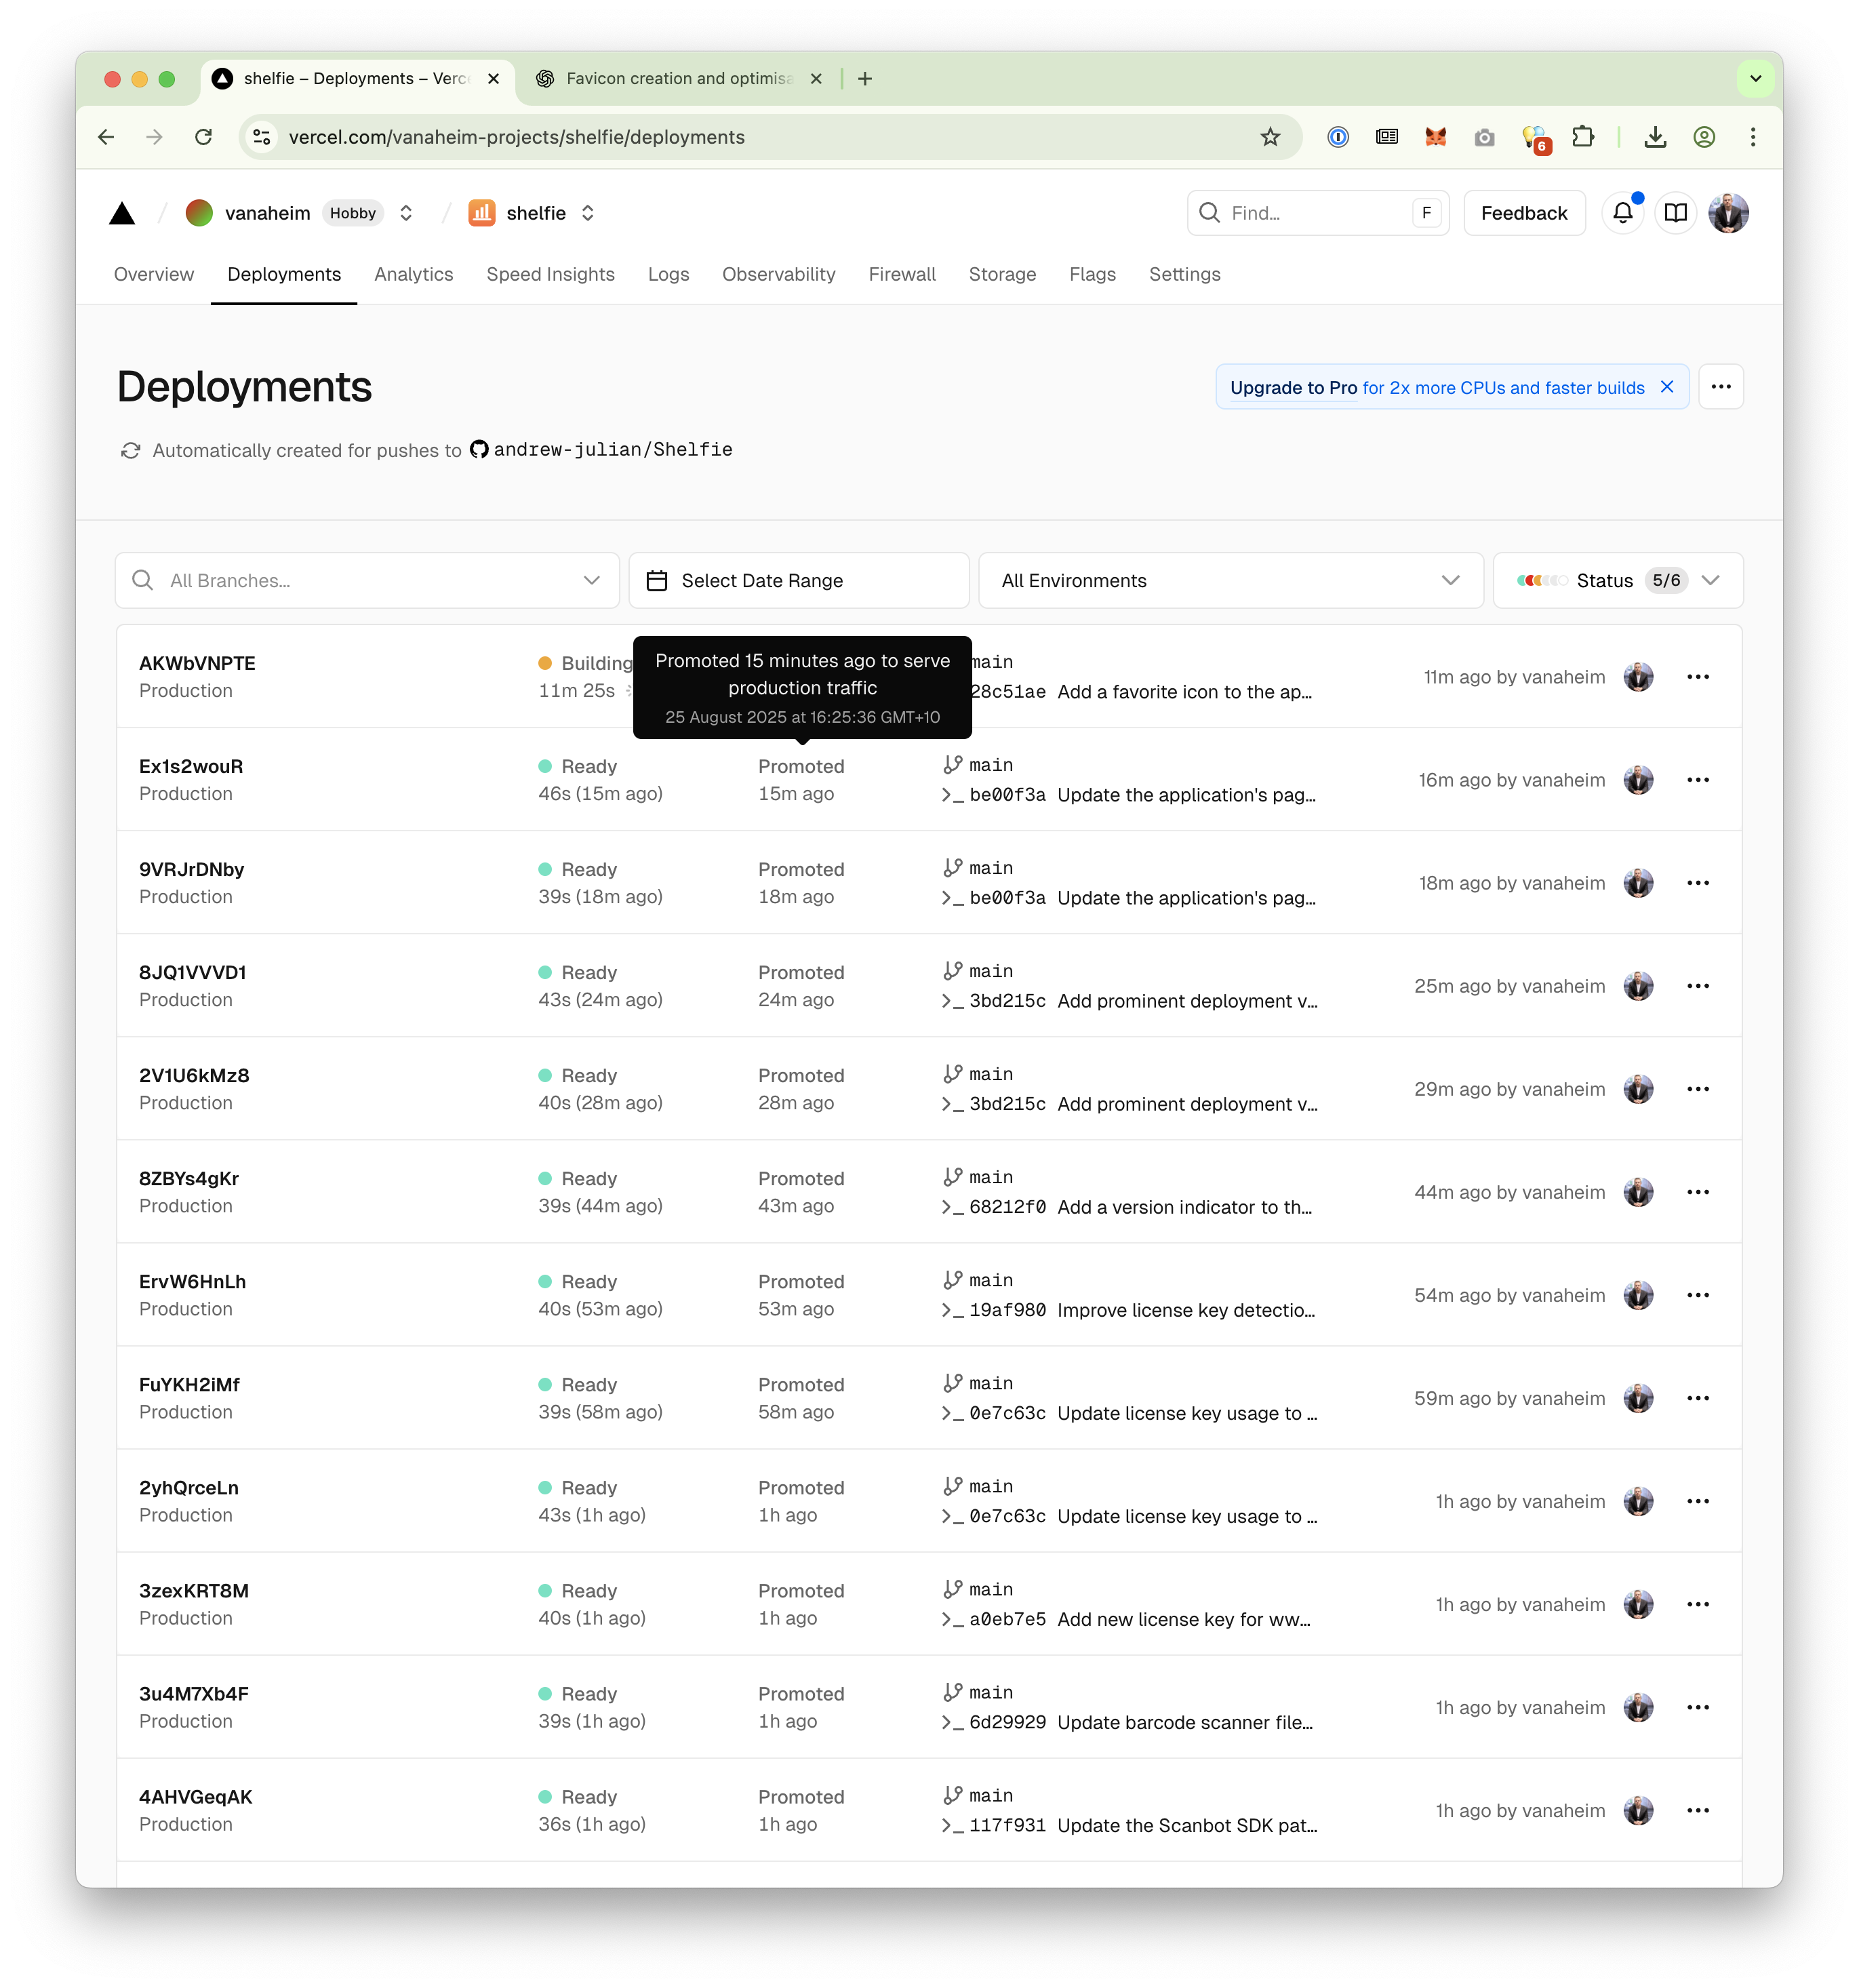 shelfie – Deployments – Verc
Favicon creation and optimisa
vercel.com/vanaheim-projects/shelfie/deployments
6
vanaheim Hobby
shelfie
Find...
F
Feedback
Overview Deployments Analytics Speed Insights Logs Observability Firewall Storage Flags Settings
Deployments
Upgrade to Pro for 2x more CPUs and faster builds
Automatically created for pushes to andrew-julian/Shelfie
All Branches...
Select Date Range
All Environments
Status 5/6
Promoted 15 minutes ago to serve
production traffic
25 August 2025 at 16:25:36 GMT+10
AKWbVNPTE
Production
Building
11m 25s
main
28c51ae Add a favorite icon to the ap...
11m ago by vanaheim
Ex1s2wouR
Production
Ready
46s (15m ago)
Promoted
15m ago
main
be00f3a Update the application's pag...
16m ago by vanaheim
9VRJrDNby
Production
Ready
39s (18m ago)
Promoted
18m ago
main
be00f3a Update the application's pag...
18m ago by vanaheim
8JQ1VVVD1
Production
Ready
43s (24m ago)
Promoted
24m ago
main
3bd215c Add prominent deployment v...
25m ago by vanaheim
2V1U6kMz8
Production
Ready
40s (28m ago)
Promoted
28m ago
main
3bd215c Add prominent deployment v...
29m ago by vanaheim
8ZBYs4gKr
Production
Ready
39s (44m ago)
Promoted
43m ago
main
68212f0 Add a version indicator to th...
44m ago by vanaheim
ErvW6HnLh
Production
Ready
40s (53m ago)
Promoted
53m ago
main
19af980 Improve license key detectio...
54m ago by vanaheim
FuYKH2iMf
Production
Ready
39s (58m ago)
Promoted
58m ago
main
0e7c63c Update license key usage to ...
59m ago by vanaheim
2yhQrceLn
Production
Ready
43s (1h ago)
Promoted
1h ago
main
0e7c63c Update license key usage to ...
1h ago by vanaheim
3zexKRT8M
Production
Ready
40s (1h ago)
Promoted
1h ago
main
a0eb7e5 Add new license key for ww...
1h ago by vanaheim
3u4M7Xb4F
Production
Ready
39s (1h ago)
Promoted
1h ago
main
6d29929 Update barcode scanner file...
1h ago by vanaheim
4AHVGeqAK
Production
Ready
36s (1h ago)
Promoted
1h ago
main
117f931 Update the Scanbot SDK pat...
1h ago by vanaheim